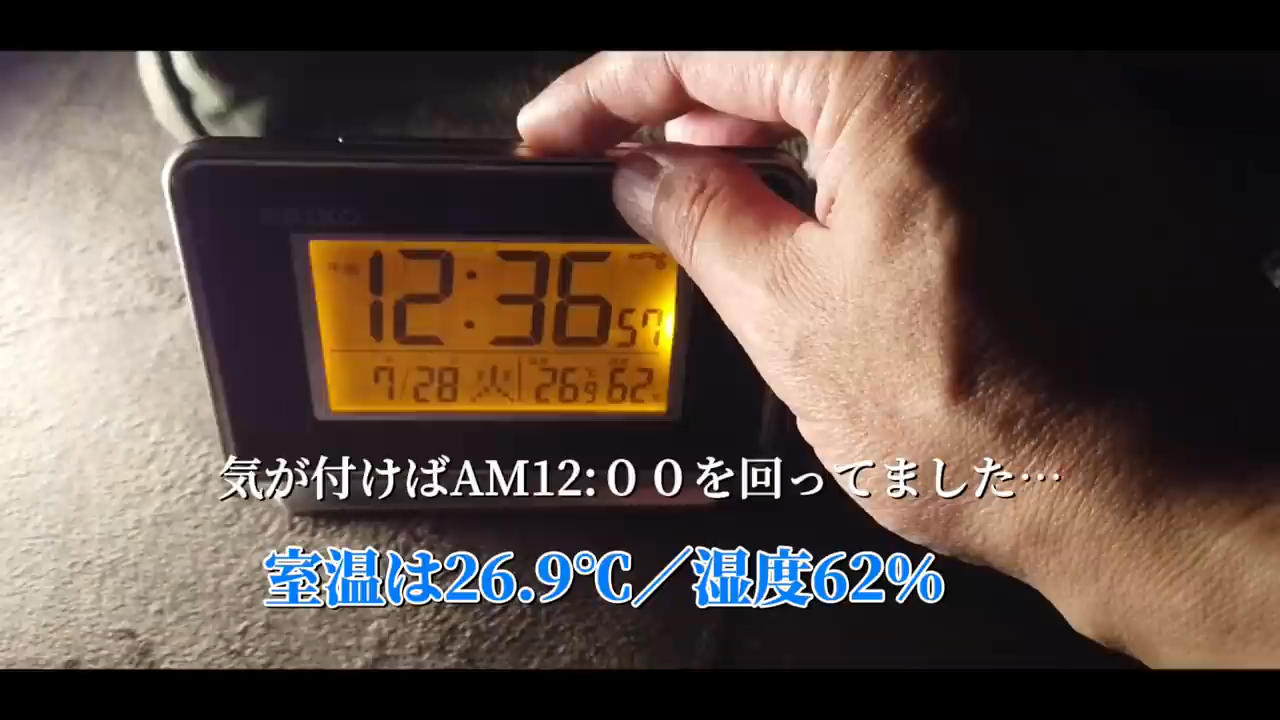 SEIKO
12:36 57
7/28 火 26.9 62
気が付けばAM12:００を回ってました…
室温は26.9℃／湿度62%